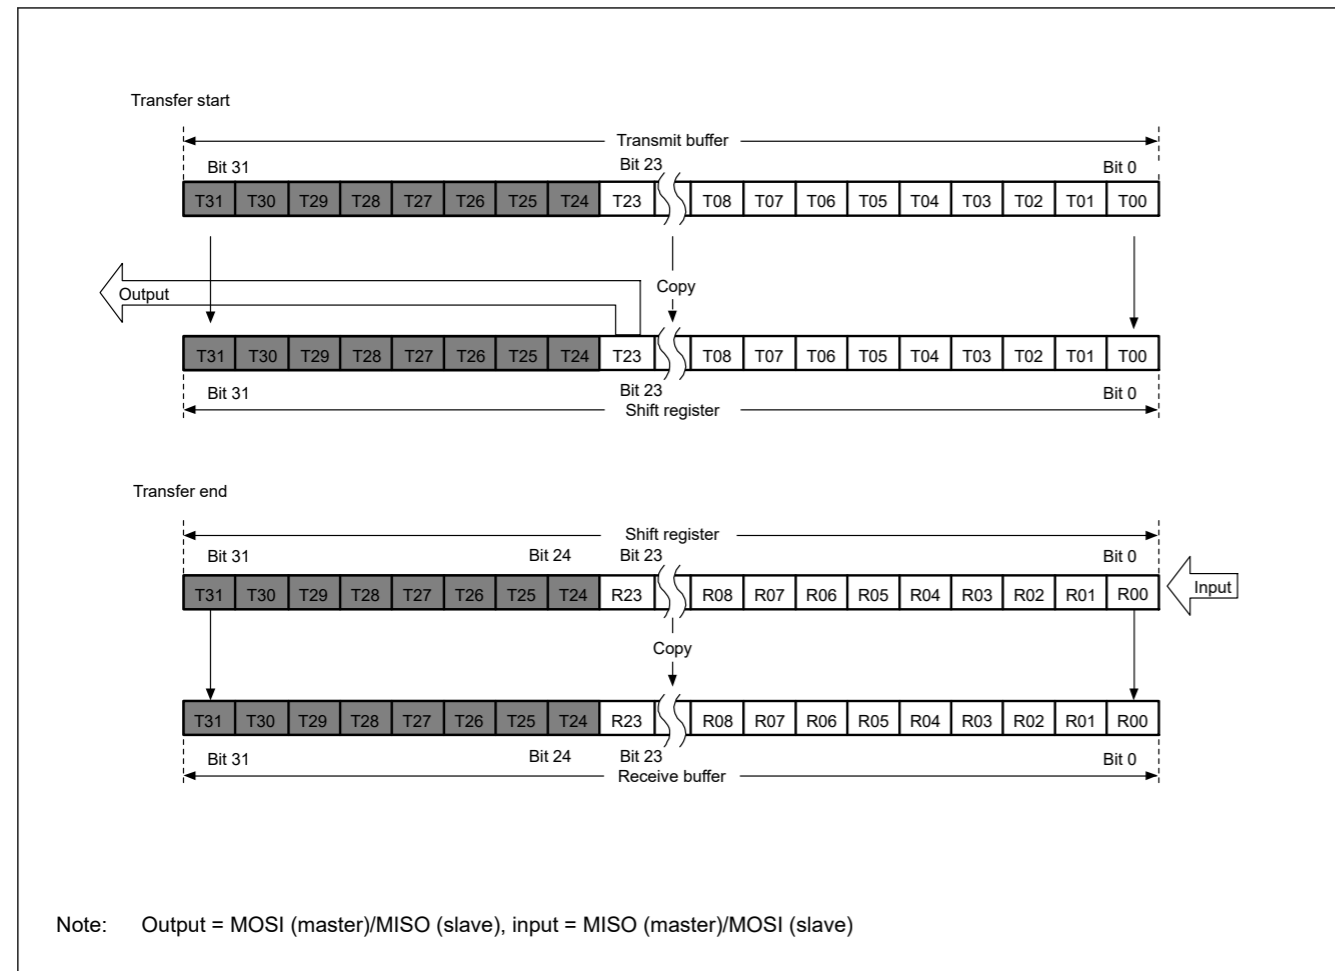 Transfer start
Transmit buffer
Bit 31 Bit 23 Bit 0
T31 T30 T29 T28 T27 T26 T25 T24 T23 T08 T07 T06 T05 T04 T03 T02 T01 T00
Output Copy
T31 T30 T29 T28 T27 T26 T25 T24 T23 T08 T07 T06 T05 T04 T03 T02 T01 T00
Bit 31 Bit 23 Bit 0
Shift register
Transfer end
Shift register
Bit 31 Bit 24 Bit 23 Bit 0
T31 T30 T29 T28 T27 T26 T25 T24 R23 R08 R07 R06 R05 R04 R03 R02 R01 R00 Input
Copy
T31 T30 T29 T28 T27 T26 T25 T24 R23 R08 R07 R06 R05 R04 R03 R02 R01 R00
Bit 31 Bit 24 Bit 23 Bit 0
Receive buffer
Note: Output = MOSI (master)/MISO (slave), input = MISO (master)/MOSI (slave)